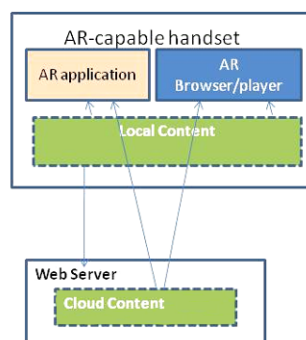 AR-capable handset
AR application
AR
Browser/player
Local Content
Web Server
Cloud Content